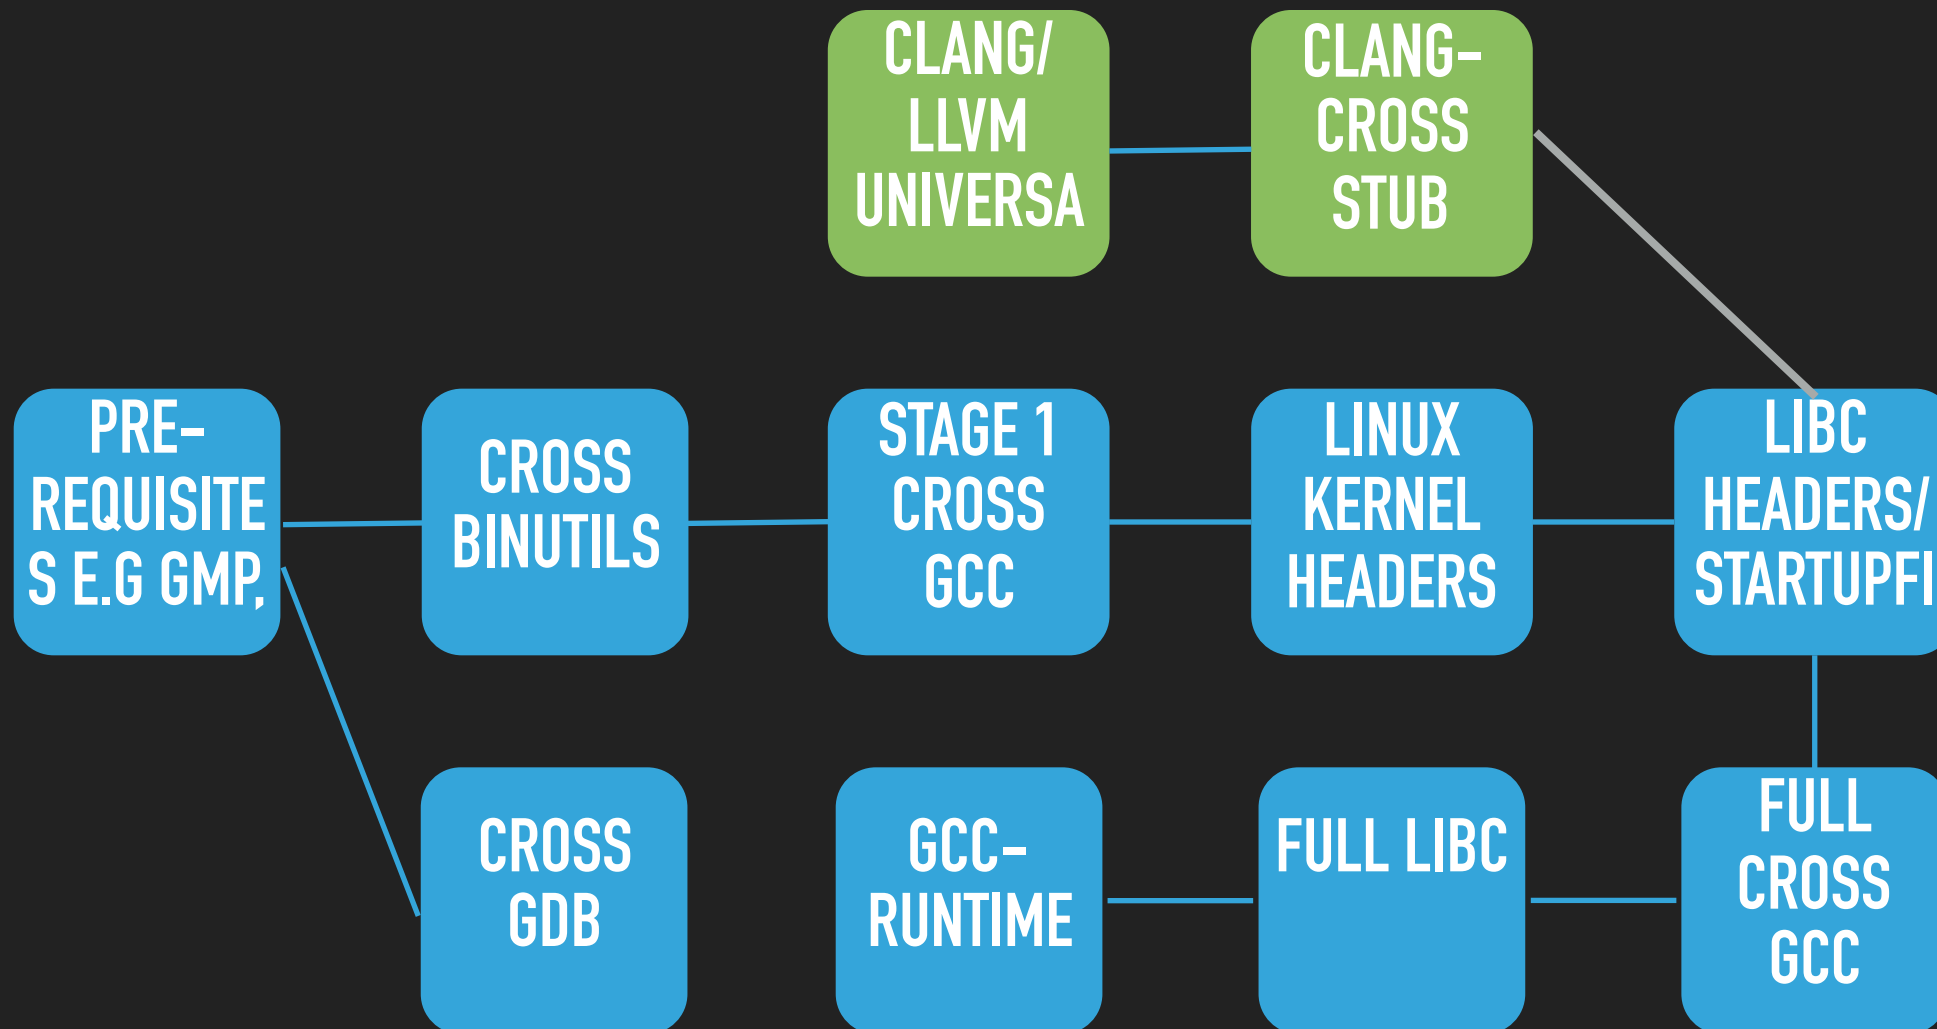 CLANG/
LLVM
UNIVERSA
CLANG-
CROSS
STUB
PRE-
REQUISITE
S E.G GMP,
CROSS
BINUTILS
STAGE 1
CROSS
GCC
LINUX
KERNEL
HEADERS
LIBC
HEADERS/
STARTUPFI
CROSS
GDB
GCC-
RUNTIME
FULL LIBC
FULL
CROSS
GCC